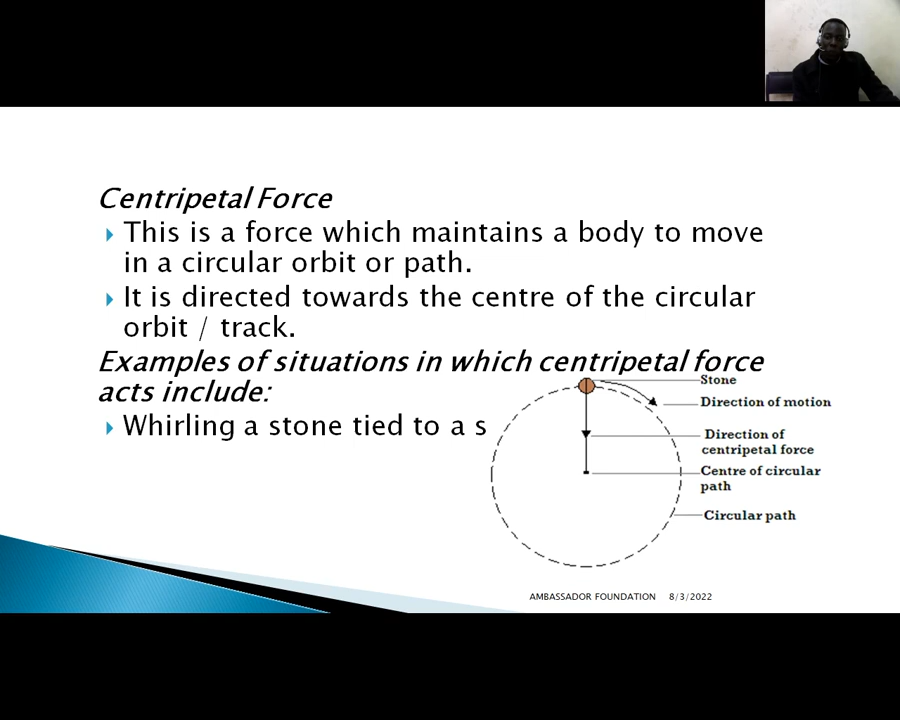 Centripetal Force
This is a force which maintains a body to move
in a circular orbit or path.
It is directed towards the centre of the circular
orbit / track.
Examples of situations in which centripetal force
acts include:
Whirling a stone tied to a s
Stone
Direction of motion
Direction of
centripetal force
Centre of circular
path
Circular path
AMBASSADOR FOUNDATION 8/3/2022